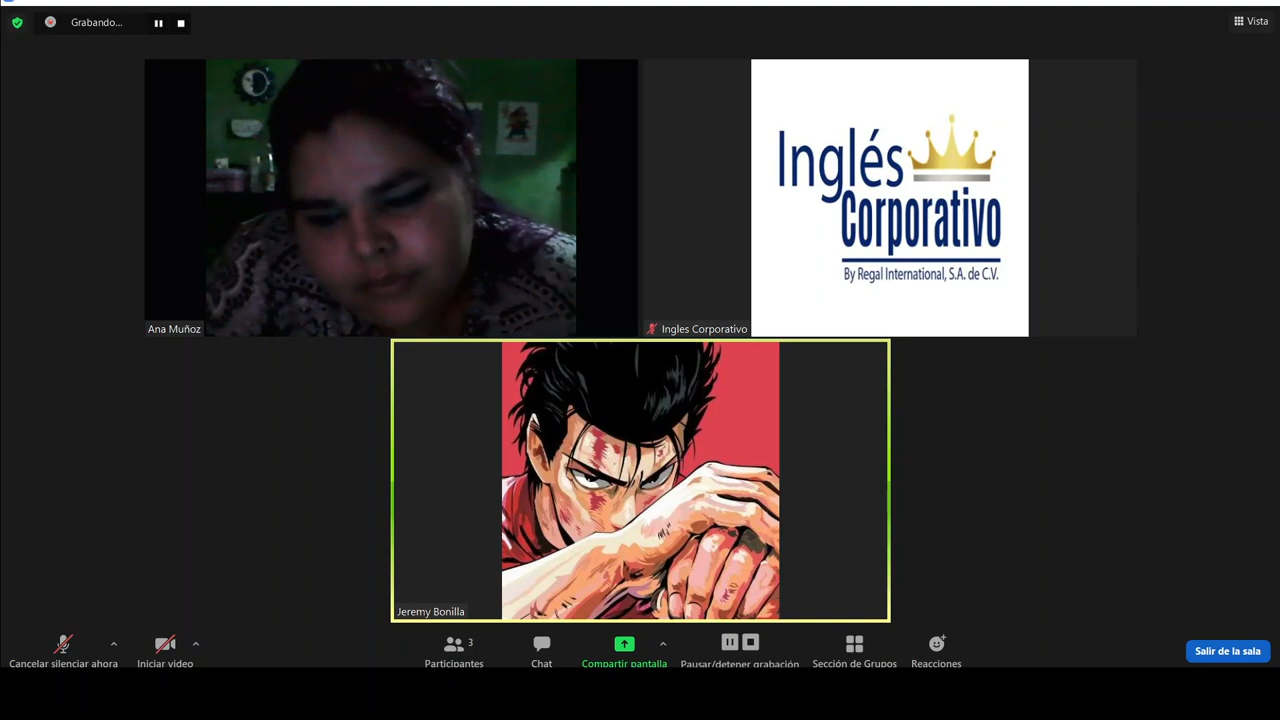 Grabando...
Vista
Inglés
Corporativo
By Regal International, S.A. de C.V.
Ana Muñoz
Ingles Corporativo
Jeremy Bonilla
3
Cancelar silenciar ahora
Iniciar video
Participantes
Chat
Compartir pantalla
Pausar/detener grabación
Sección de Grupos
Reacciones
Salir de la sala